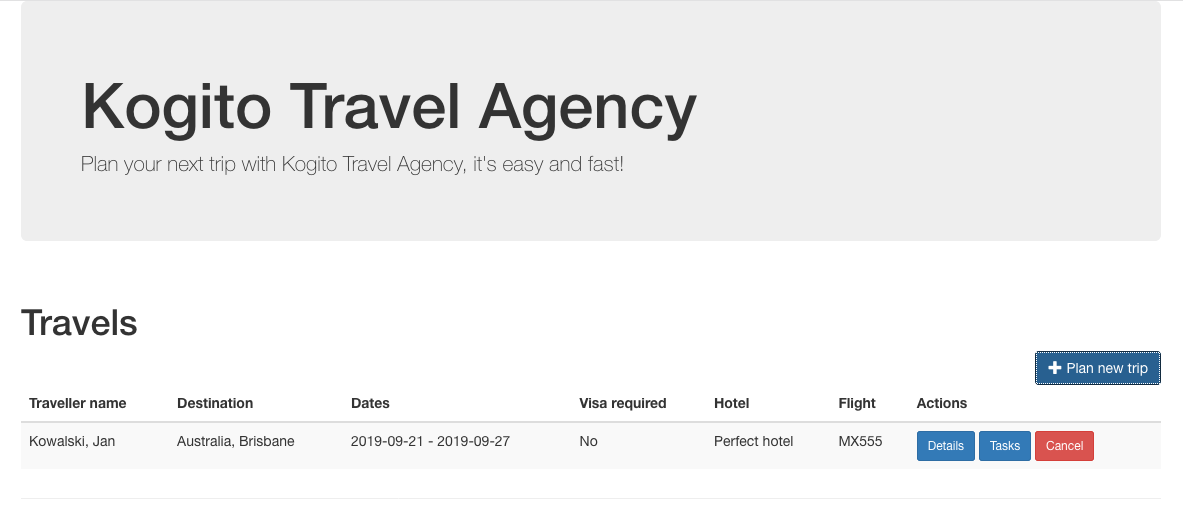 Kogito Travel Agency
Plan your next trip with Kogito Travel Agency, it's easy and fast!
Travels
Plan new trip
Traveller name Destination Dates Visa required Hotel Flight Actions
Kowalski, Jan Australia, Brisbane 2019-09-21 - 2019-09-27 No Perfect hotel MX555 Details Tasks Cancel